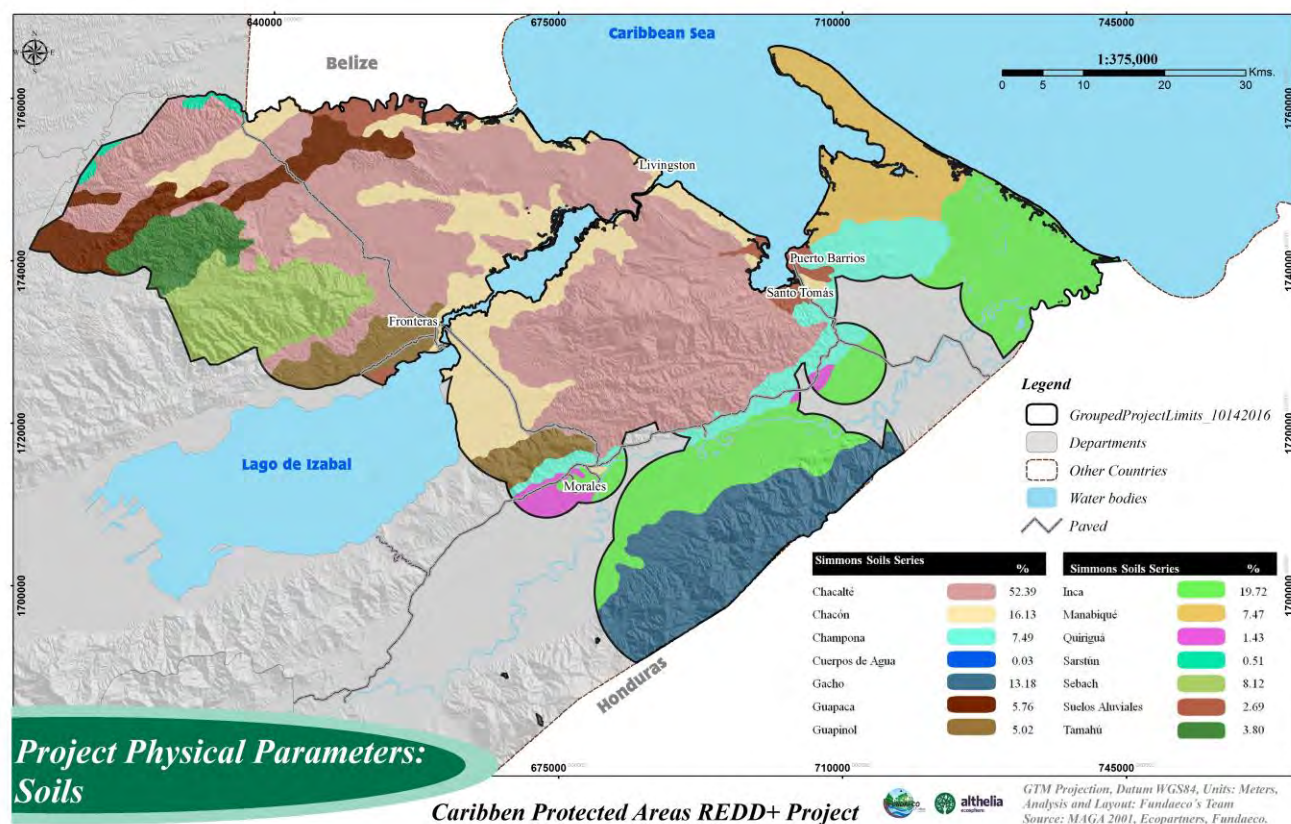 640000
675000
710000
745000
Caribbean Sea
Belize
N
W
E
S
1:375,000
Kms.
0
5
10
20
30
1760000
1760000
Livingston
Puerto Barrios
1740000
1740000
Santo Tomás
Fronteras
Legend
GroupedProjectLimits_10142016
Departments
Other Countries
Water bodies
Paved
1720000
1720000
Lago de Izabal
Morales
1700000
1700000
Honduras
Simmons Soils Series
%
Chacalté 52.39
Chacón 16.13
Champona 7.49
Cuerpos de Agua 0.03
Gacho 13.18
Guapaca 5.76
Guapinol 5.02
Simmons Soils Series
%
Inca 19.72
Manabiqué 7.47
Quiriguá 1.43
Sarstún 0.51
Sebach 8.12
Suelos Aluviales 2.69
Tamahú 3.80
Project Physical Parameters:
Soils
675000
710000
745000
Caribben Protected Areas REDD+ Project
FUNDAECO
althelia
ecosphere
GTM Projection, Datum WGS84, Units: Meters,
Analysis and Layout: Fundaeco's Team
Source: MAGA 2001, Ecopartners, Fundaeco.